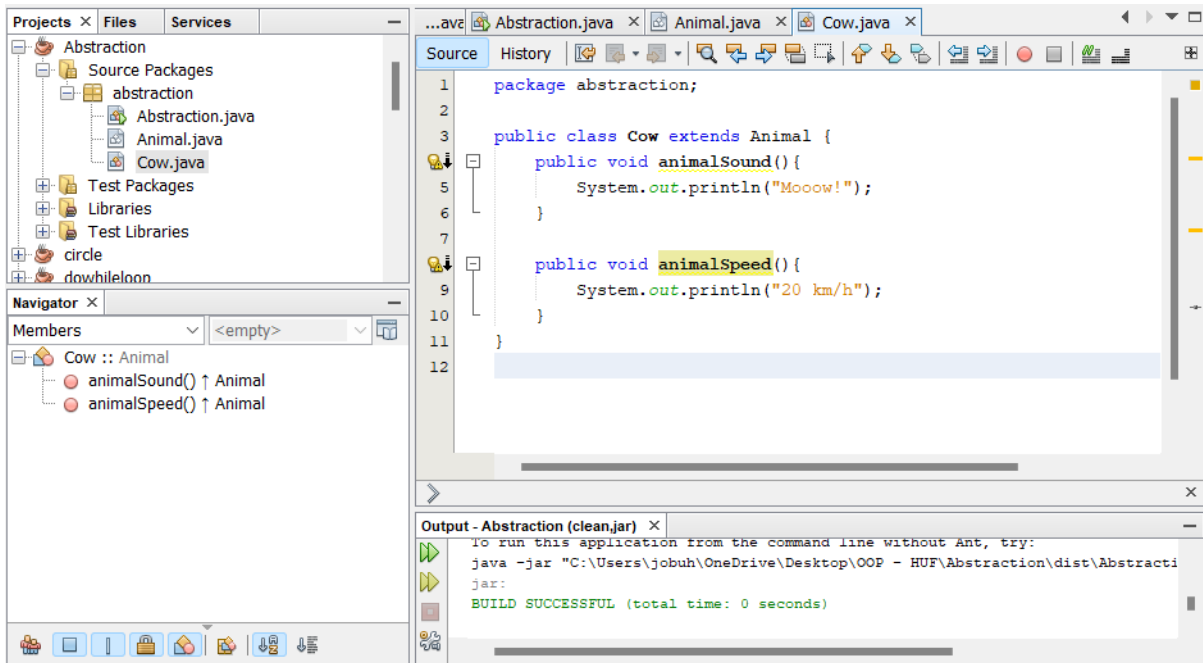 Projects × Files Services
Abstraction
Source Packages
abstraction
Abstraction.java
Animal.java
Cow.java
Test Packages
Libraries
Test Libraries
circle
dowhileloop
Navigator ×
Members <empty>
Cow :: Animal
animalSound() ↑ Animal
animalSpeed() ↑ Animal
...ava Abstraction.java × Animal.java × Cow.java ×
Source History
1 package abstraction;
2
3 public class Cow extends Animal {
public void animalSound(){
5 System.out.println("Mooow!");
6 }
7
public void animalSpeed(){
9 System.out.println("20 km/h");
10 }
11 }
12
Output - Abstraction (clean,jar) ×
To run this application from the command line without Ant, try:
java -jar "C:\Users\jobuh\OneDrive\Desktop\OOP - HUF\Abstraction\dist\Abstracti
jar:
BUILD SUCCESSFUL (total time: 0 seconds)